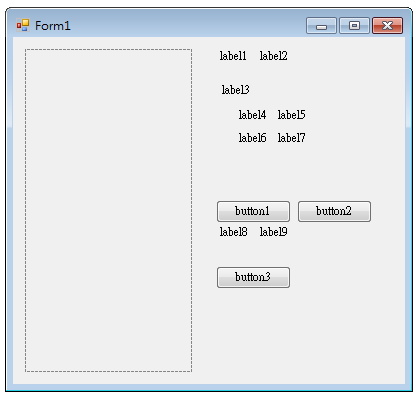 Form1
label1 label2
label3
label4 label5
label6 label7
button1 button2
label8 label9
button3